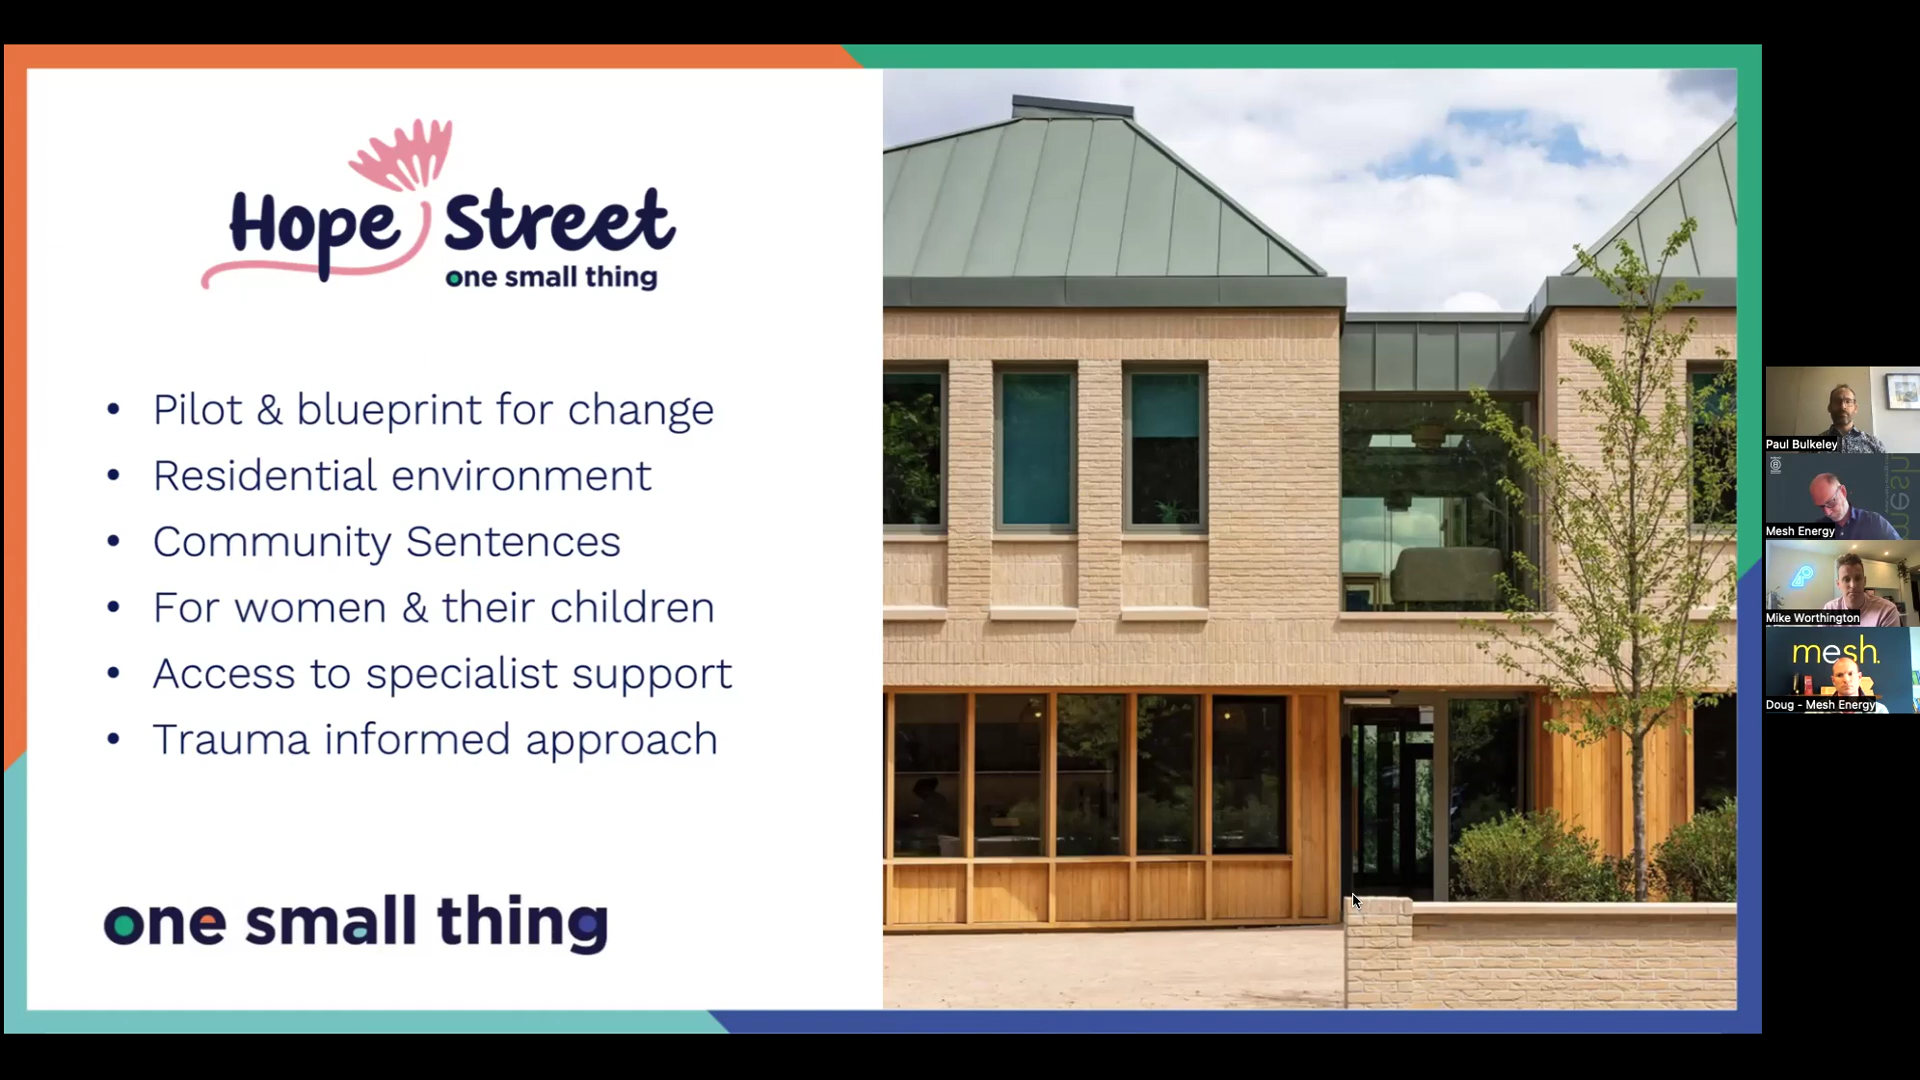 Hope Street
one small thing
• Pilot & blueprint for change
• Residential environment
• Community Sentences
• For women & their children
• Access to specialist support
• Trauma informed approach
one small thing
Paul Bulkeley
mesh
Mesh Energy
Mike Worthington
mesh.
Doug - Mesh Energy